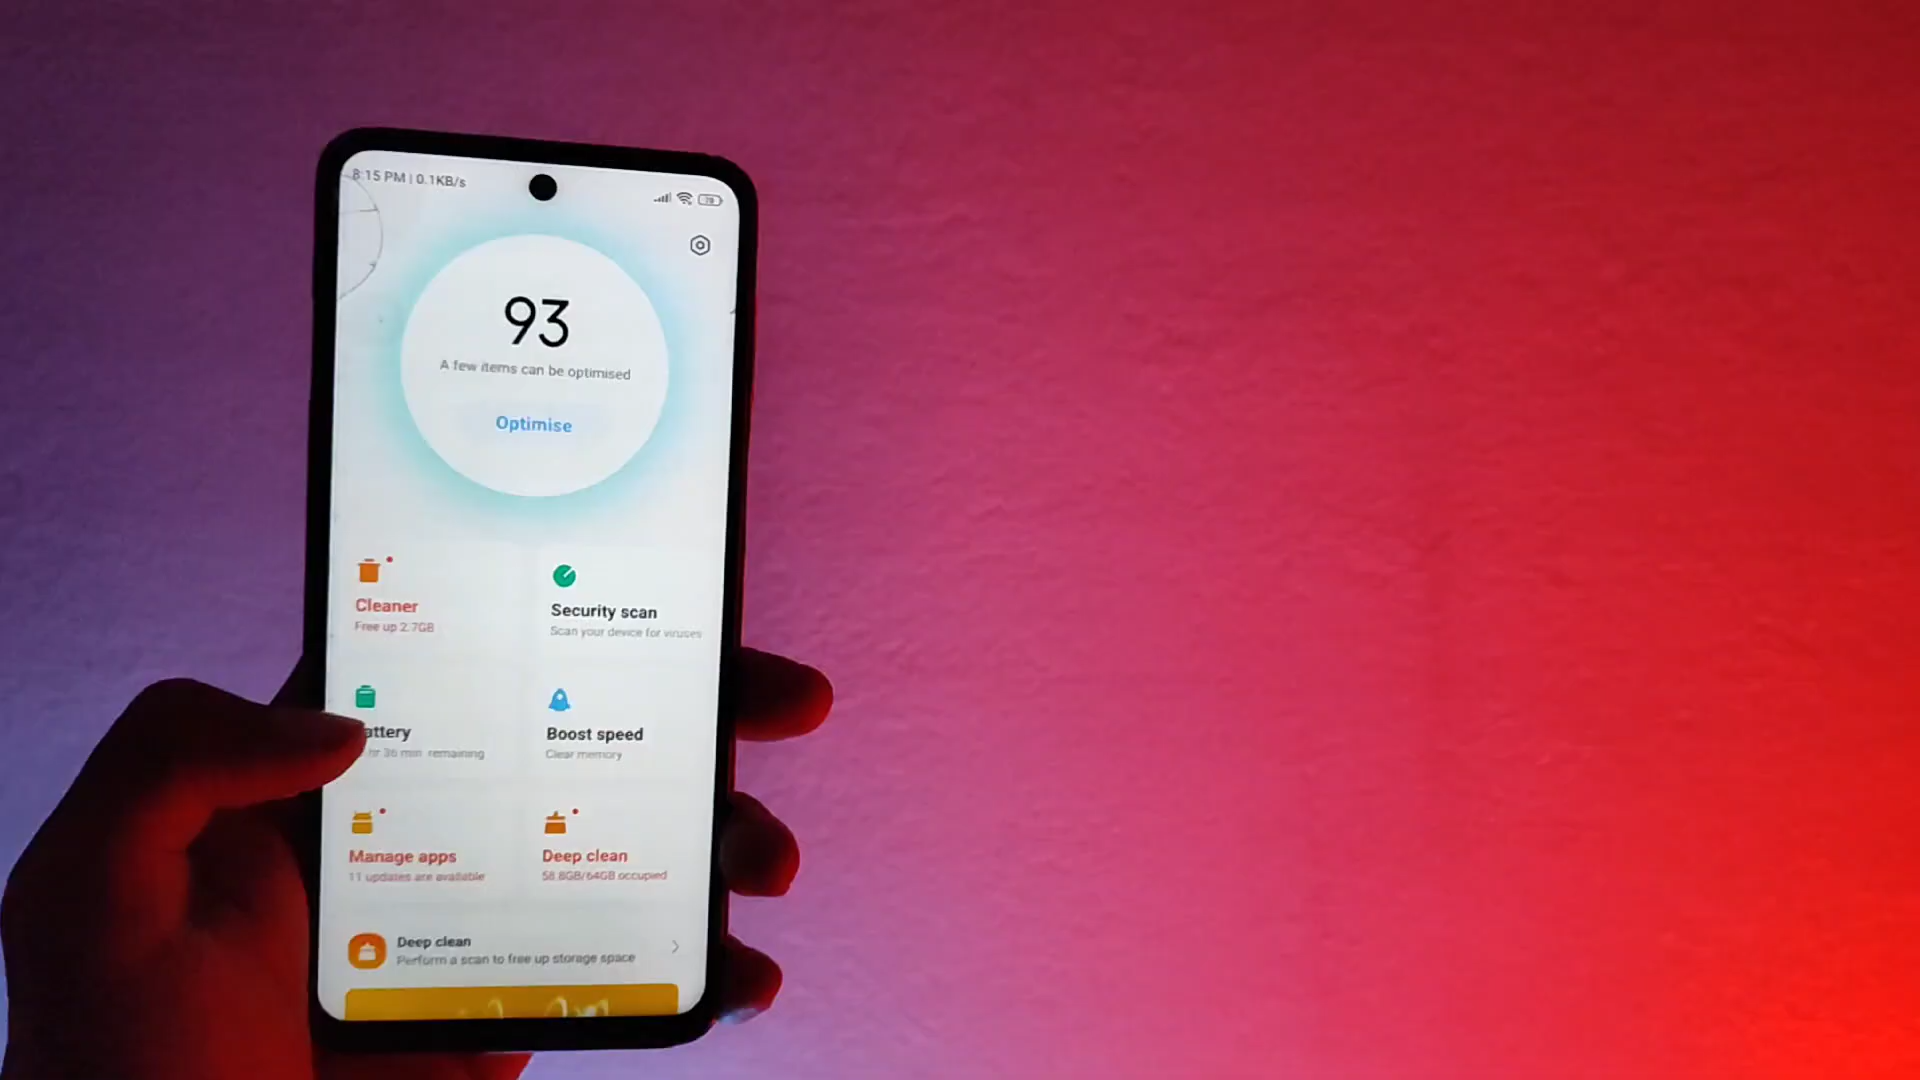 8:15 PM | 0.1KB/s
93
A few items can be optimised
Optimise
Cleaner
Free up 2.7GB
Security scan
Scan your device for viruses
attery
hr 36 min remaining
Boost speed
Clear memory
Manage apps
11 updates are available
Deep clean
58.8GB/64GB occupied
Deep clean
Perform a scan to free up storage space